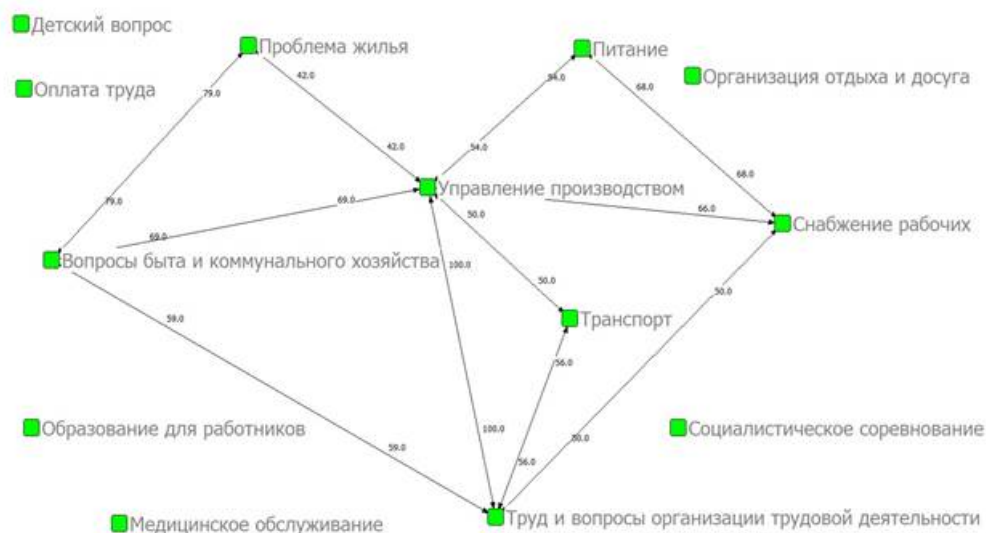 Детский вопрос
Проблема жилья
Питание
42.0
94.0
Организация отдыха и досуга
Оплата труда
79.0
68.0
42.0
54.0
68.0
Управление производством
79.0
69.0
50.0
66.0
Снабжение рабочих
69.0
Вопросы быта и коммунального хозяйства
100.0
50.0
50.0
59.0
Транспорт
56.0
Образование для работников
100.0
50.0
Социалистическое соревнование
59.0
56.0
Медицинское обслуживание
Труд и вопросы организации трудовой деятельности